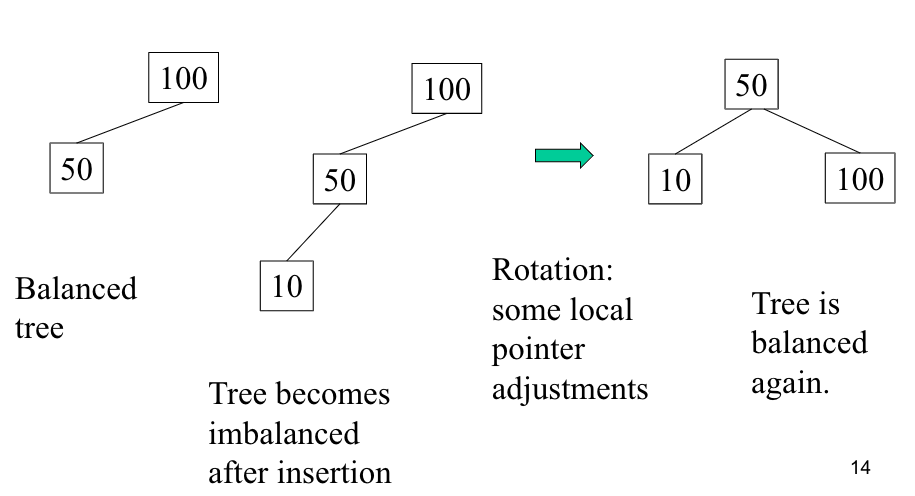 100
50
Balanced
tree
100
50
10
Tree becomes
imbalanced
after insertion
Rotation:
some local
pointer
adjustments
50
10
100
Tree is
balanced
again.
14